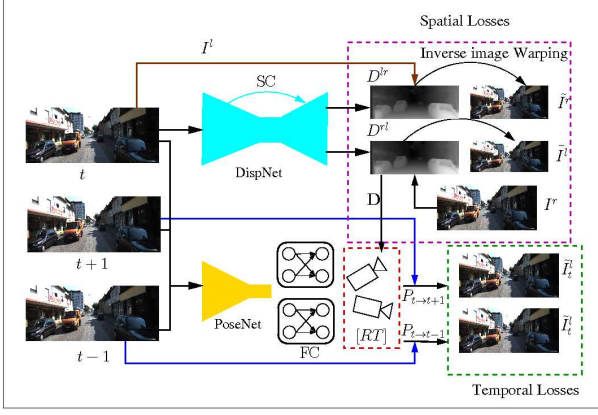 Spatial Losses
I^l
Inverse image Warping
D^{lr}
SC
Ĩ^r
D^{rl}
t
DispNet
Ĩ^l
D
I^r
t + 1
Ĩ_t^l
P_{t→t+1}
PoseNet
P_{t→t−1}
Ĩ_t^l
[RT]
FC
t − 1
Temporal Losses